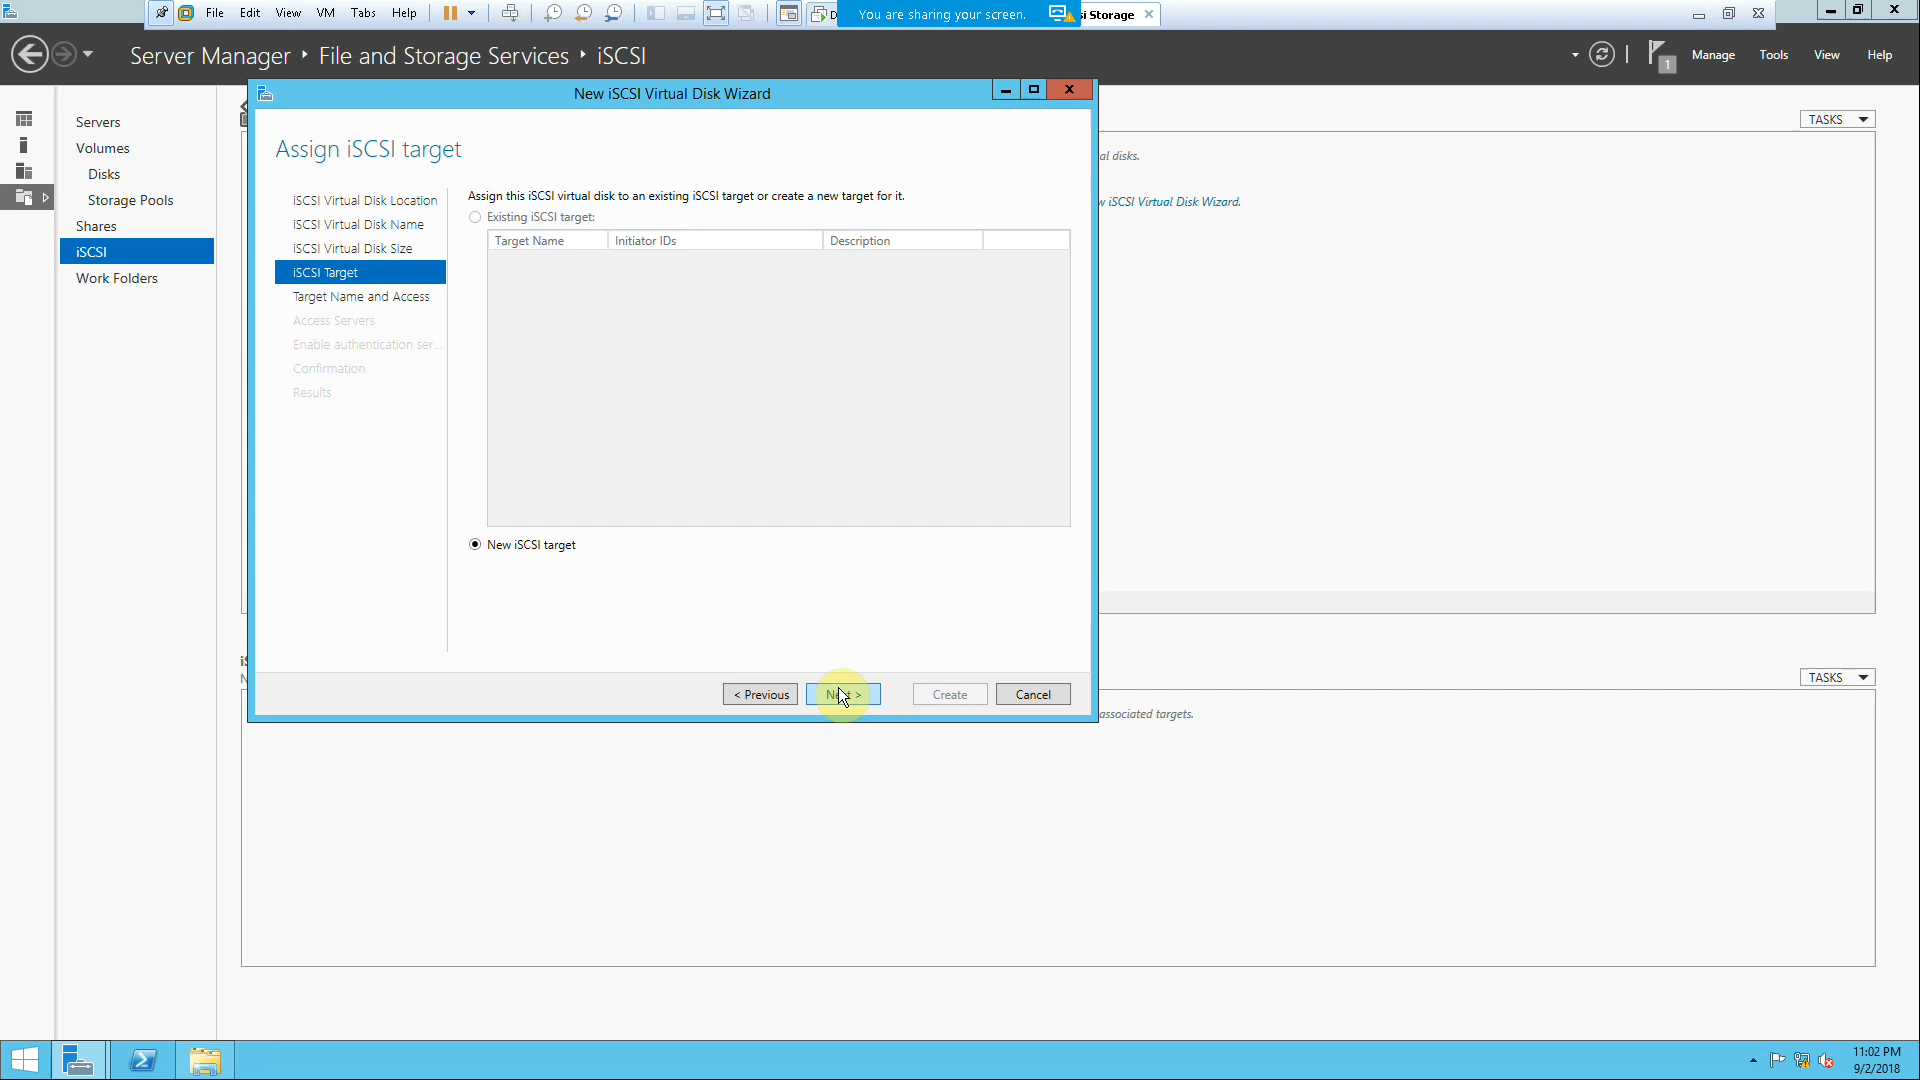 File Edit View VM Tabs Help
You are sharing your screen.
si Storage
Server Manager ‣ File and Storage Services ‣ iSCSI
1
Manage Tools View Help
Servers
Volumes
Disks
Storage Pools
Shares
iSCSI
Work Folders
New iSCSI Virtual Disk Wizard
Assign iSCSI target
iSCSI Virtual Disk Location
iSCSI Virtual Disk Name
iSCSI Virtual Disk Size
iSCSI Target
Target Name and Access
Access Servers
Enable authentication ser...
Confirmation
Results
Assign this iSCSI virtual disk to an existing iSCSI target or create a new target for it.
Existing iSCSI target:
Target Name Initiator IDs Description
New iSCSI target
< Previous Next > Create Cancel
TASKS
al disks.
w iSCSI Virtual Disk Wizard.
TASKS
associated targets.
11:02 PM
9/2/2018